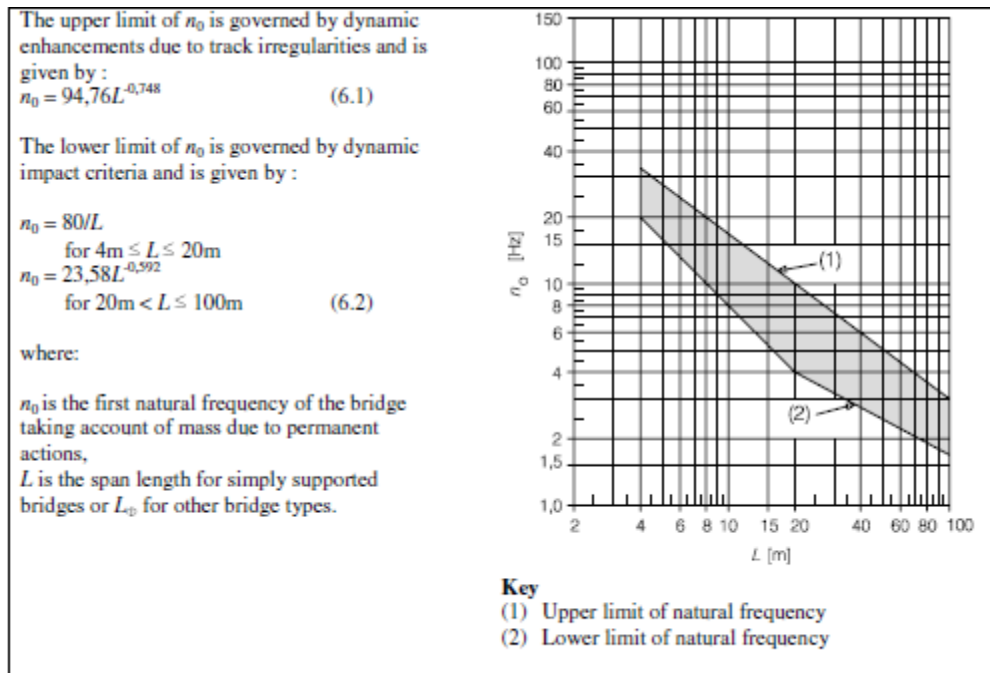 The upper limit of n₀ is governed by dynamic
enhancements due to track irregularities and is
given by :
n₀ = 94,76L⁻⁰,⁷⁴⁸ (6.1)
The lower limit of n₀ is governed by dynamic
impact criteria and is given by :
n₀ = 80/L
for 4m ≤ L ≤ 20m
n₀ = 23,58L⁻⁰,⁵⁹²
for 20m < L ≤ 100m (6.2)
where:
n₀ is the first natural frequency of the bridge
taking account of mass due to permanent
actions,
L is the span length for simply supported
bridges or L_Φ for other bridge types.
150
100
80
60
40
20
15
10
8
6
4
2
1,5
1,0
n₀ [Hz]
(1)
(2)
2 4 6 8 10 15 20 40 60 80 100
L [m]
Key
(1) Upper limit of natural frequency
(2) Lower limit of natural frequency